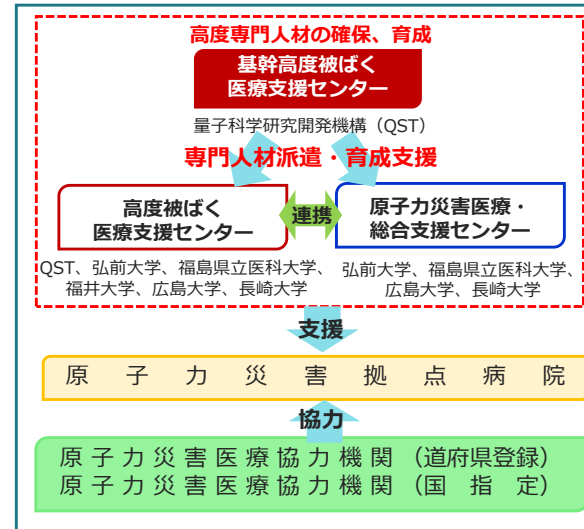 高度専門人材の確保、育成
基幹高度被ばく
医療支援センター
量子科学研究開発機構（QST）
専門人材派遣・育成支援
高度被ばく
医療支援センター
連携
原子力災害医療・
総合支援センター
QST、弘前大学、福島県立医科大学、
福井大学、広島大学、長崎大学
弘前大学、福島県立医科大学、
広島大学、長崎大学
支援
原子力災害拠点病院
協力
原子力災害医療協力機関（道府県登録）
原子力災害医療協力機関（国指定）